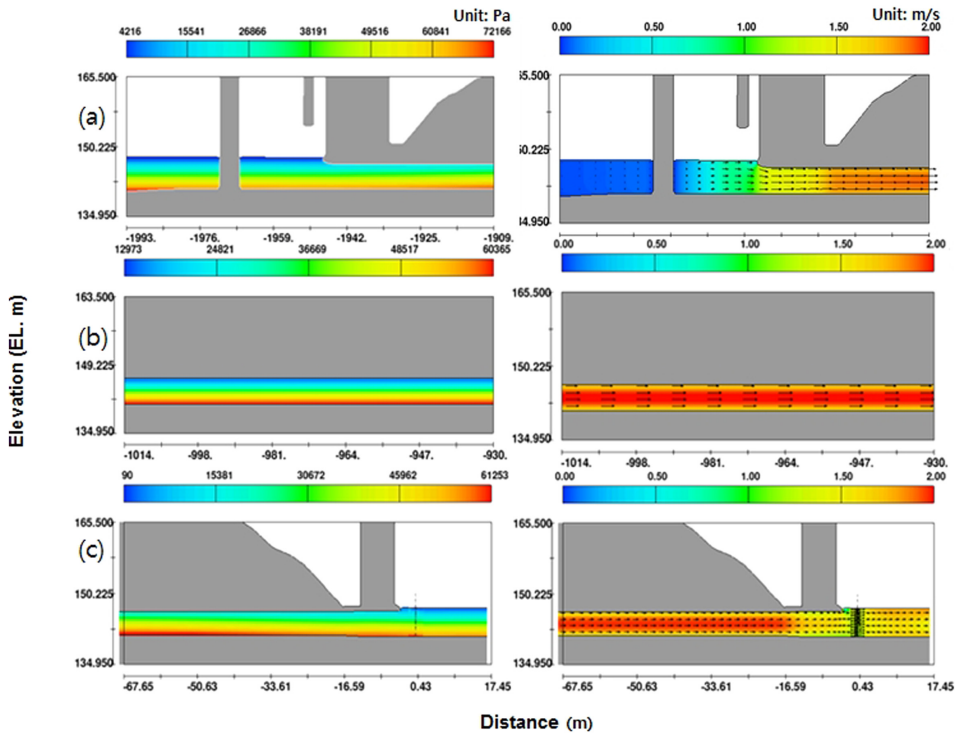 Unit: Pa
Unit: m/s
4216 15541 26866 38191 49516 60841 72166
0.00 0.50 1.00 1.50 2.00
(a)
165.500
150.225
134.950
-1993. -1976. -1959. -1942. -1925. -1909.
65.500
60.225
44.950
12973 24821 36669 48517 60365
0.00 0.50 1.00 1.50 2.00
Elevation (EL. m)
(b)
163.500
149.225
134.950
-1014. -998. -981. -964. -947. -930.
165.500
150.225
134.950
-1014. -998. -981. -964. -947. -930.
90 15381 30672 45962 61253
0.00 0.50 1.00 1.50 2.00
(c)
165.500
150.225
134.950
-67.65 -50.63 -33.61 -16.59 0.43 17.45
165.500
150.225
134.950
-67.65 -50.63 -33.61 -16.59 0.43 17.45
Distance (m)